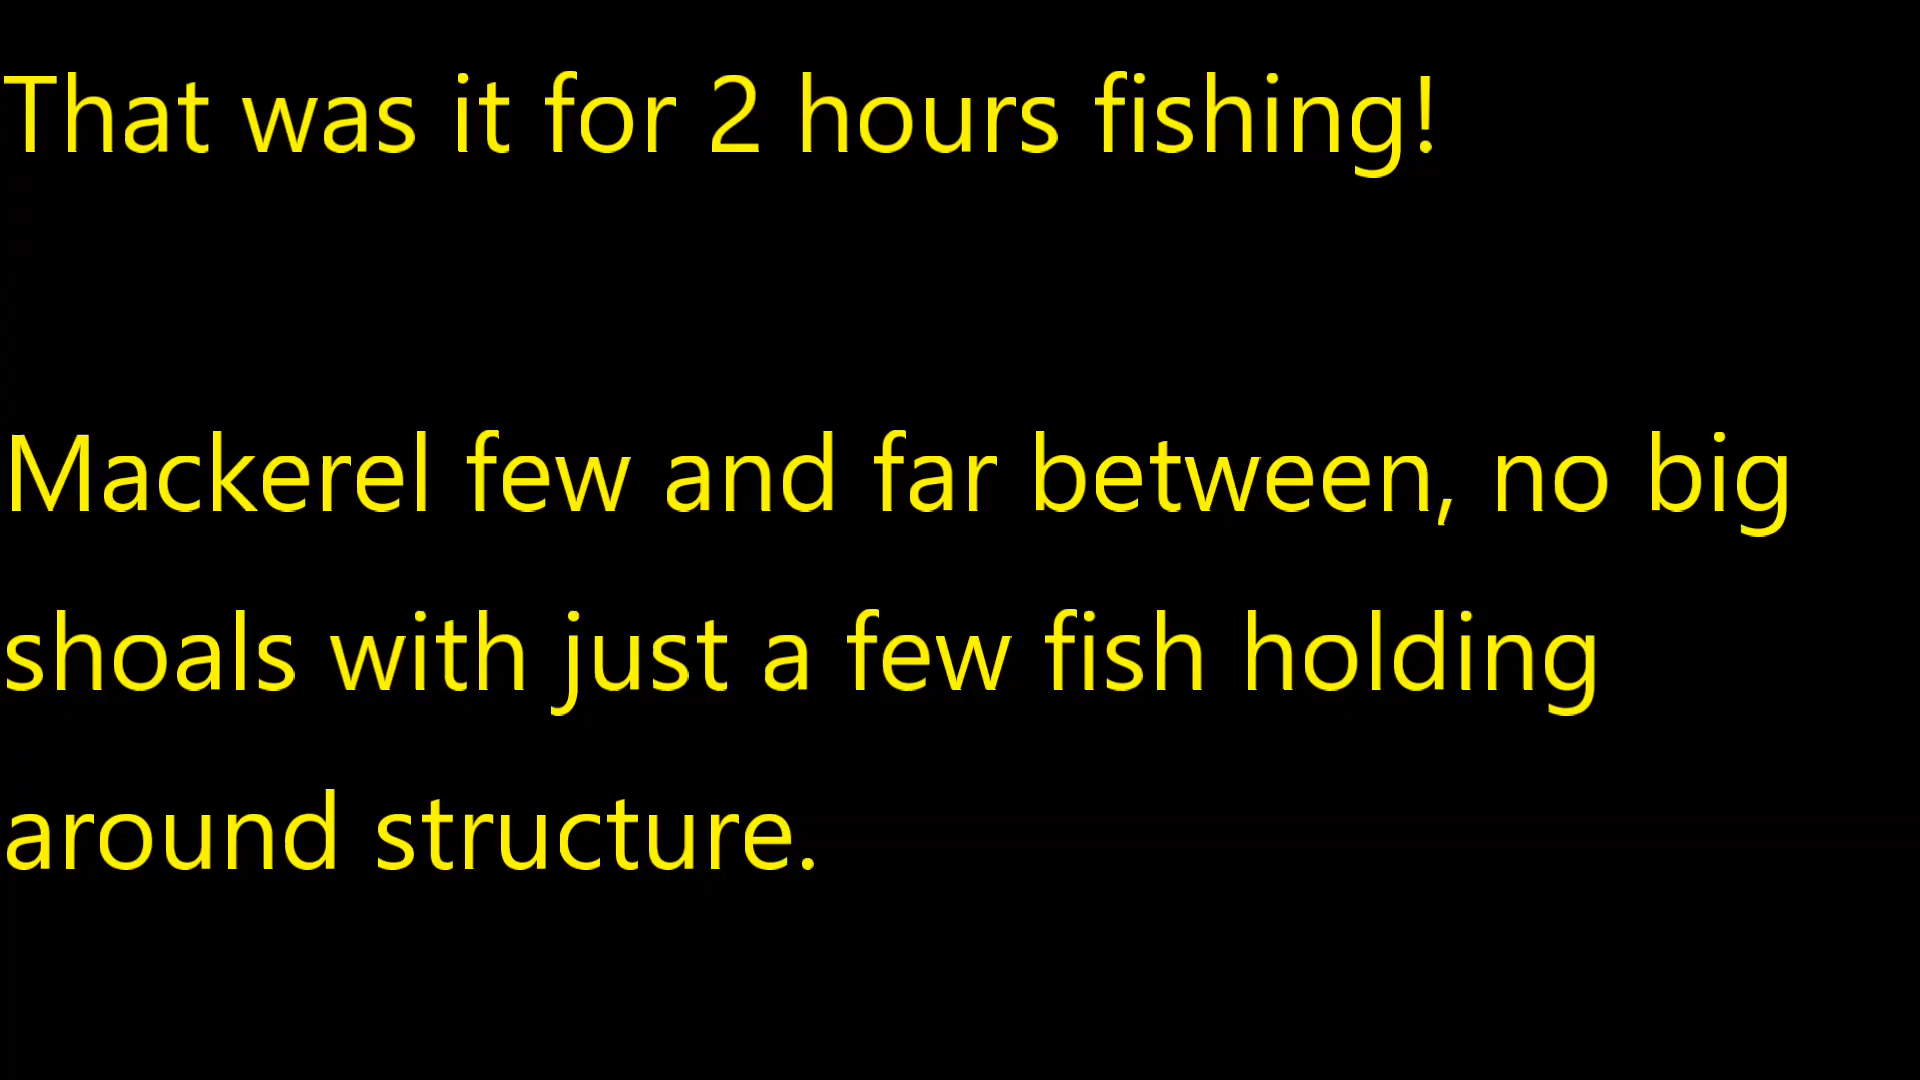 That was it for 2 hours fishing!
Mackerel few and far between, no big
shoals with just a few fish holding
around structure.